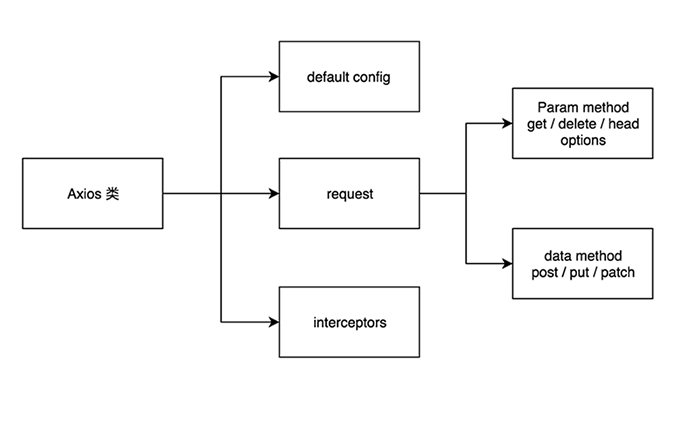 default config
Param method
get / delete / head
options
Axios 类
request
data method
post / put / patch
interceptors